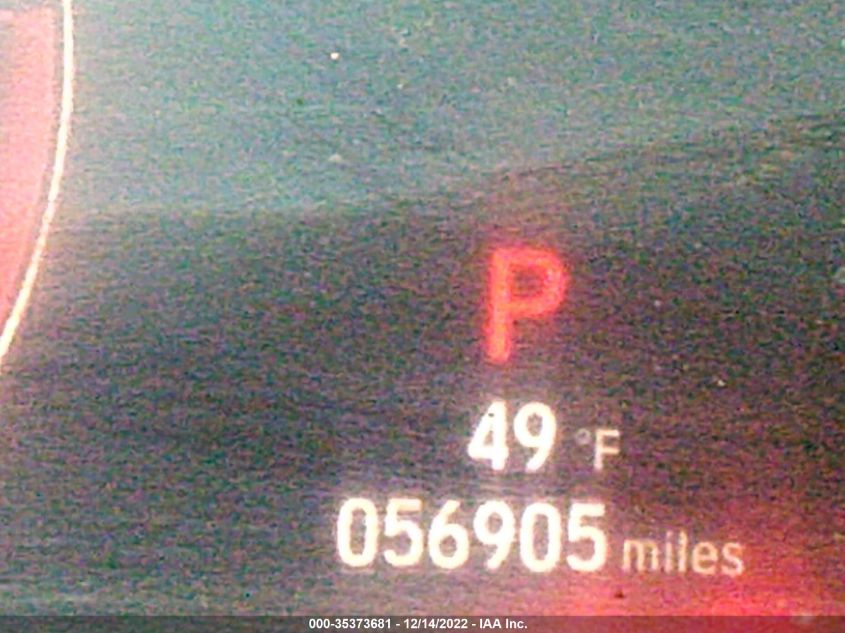 P
49 °F
056905 miles
000-35373681 - 12/14/2022 - IAA Inc.